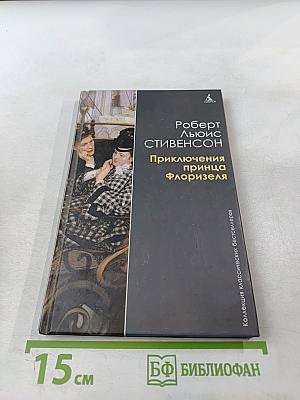 Роберт
Льюис
СТИВЕНСОН
Приключения
принца
Флоризеля
Коллекция классических бестселлеров
15 см
БФ БИБЛИОФАН